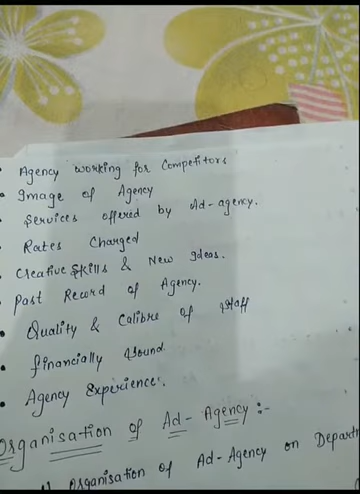 • Agency working for Competitors
• Image of Agency
• Services offered by Ad-agency.
• Rates Charged
• Creative Skills & New Ideas.
• Past Record of Agency.
• Quality & Calibre of Staff
• financially Sound
• Agency Experience.
Organisation of Ad-Agency :-
1) Organisation of Ad-Agency on Departm